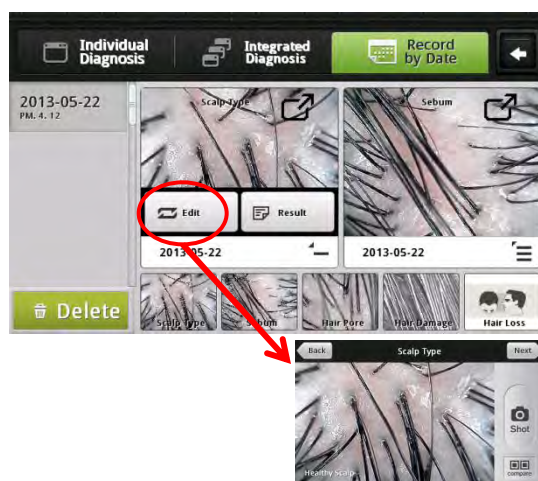 Individual
Diagnosis
Integrated
Diagnosis
Record
by Date
2013-05-22
PM. 4. 12
Scalp Type
Sebum
Edit
Result
2013-05-22
2013-05-22
Delete
Scalp Type
Sebum
Hair Pore
Hair Damage
Hair Loss
Back
Scalp Type
Next
Shot
Healthy Scalp
compare